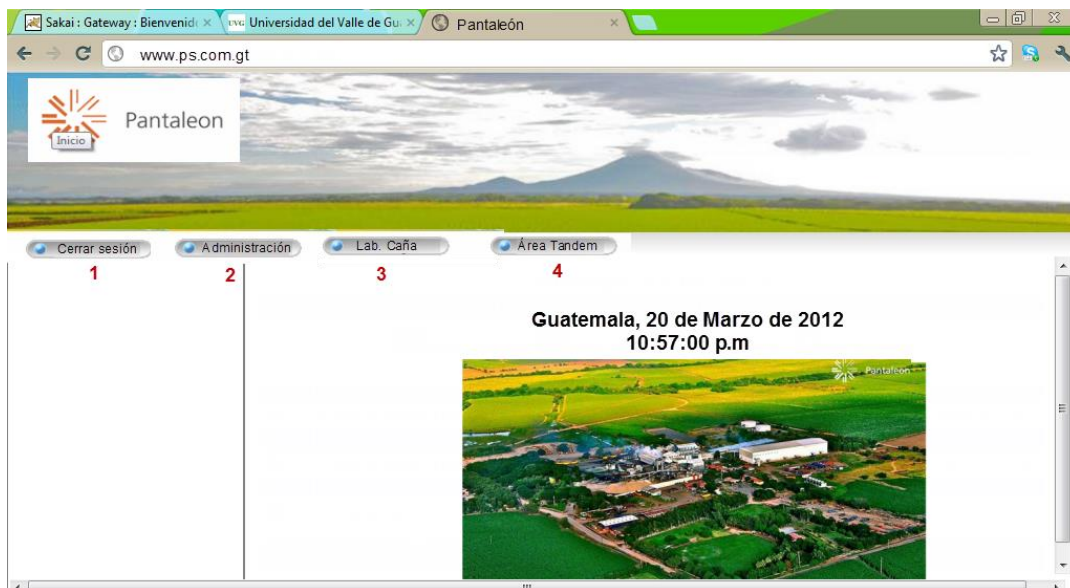 Sakai : Gateway : Bienvenid
UVG Universidad del Valle de Gu
Pantaleón
www.ps.com.gt
Pantaleon
Inicio
Cerrar sesión
Administración
Lab. Caña
Área Tandem
1
2
3
4
Guatemala, 20 de Marzo de 2012
10:57:00 p.m
Pantaleon